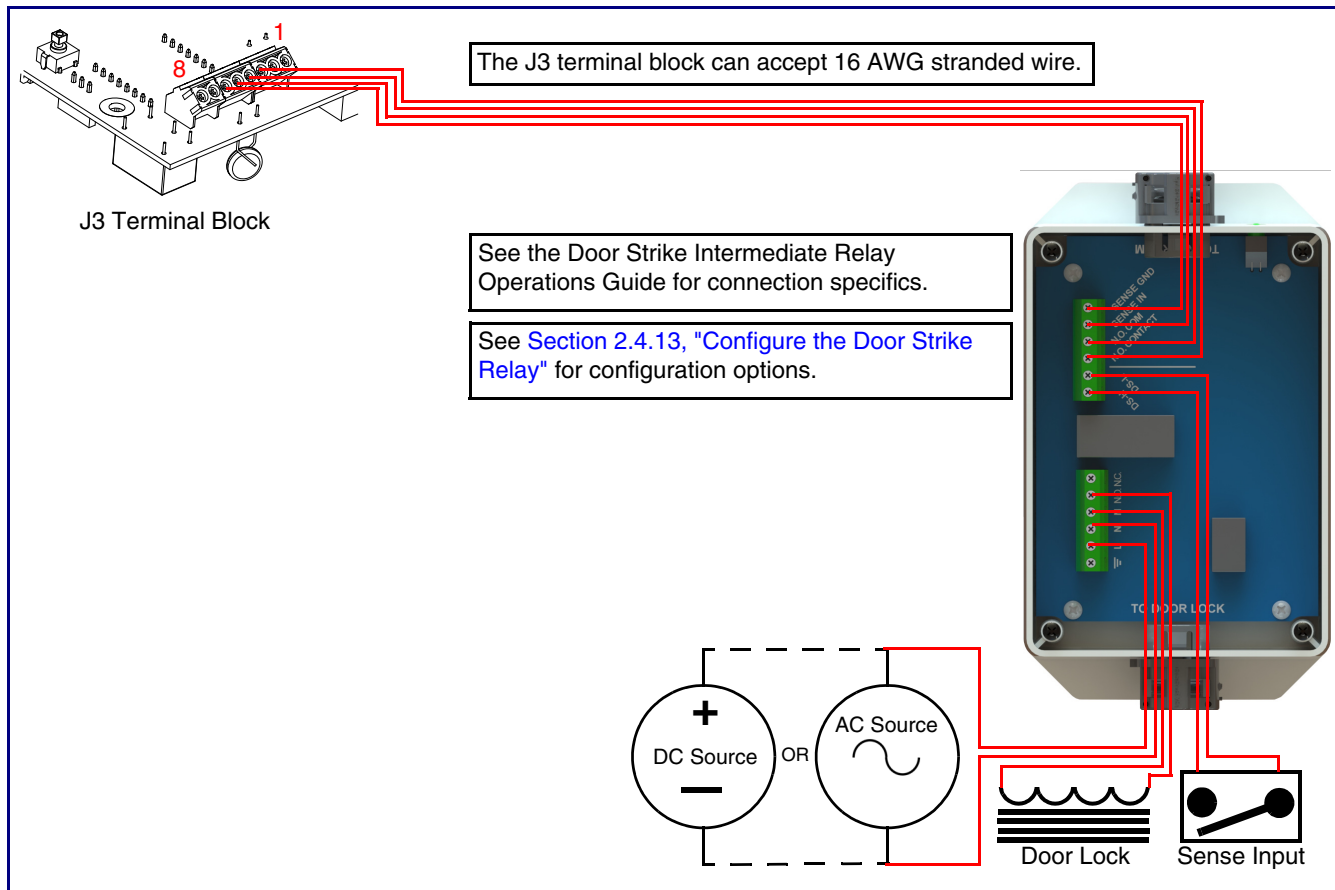 1
8
The J3 terminal block can accept 16 AWG stranded wire.
J3 Terminal Block
See the Door Strike Intermediate Relay
Operations Guide for connection specifics.
See Section 2.4.13, "Configure the Door Strike
Relay" for configuration options.
SENSE GND
SENSE IN
N.O. COM
N.O. CONTACT
DS-1
N.C.
N.O.
N
L
TO DOOR LOCK
+
DC Source
OR
AC Source
Door Lock
Sense Input